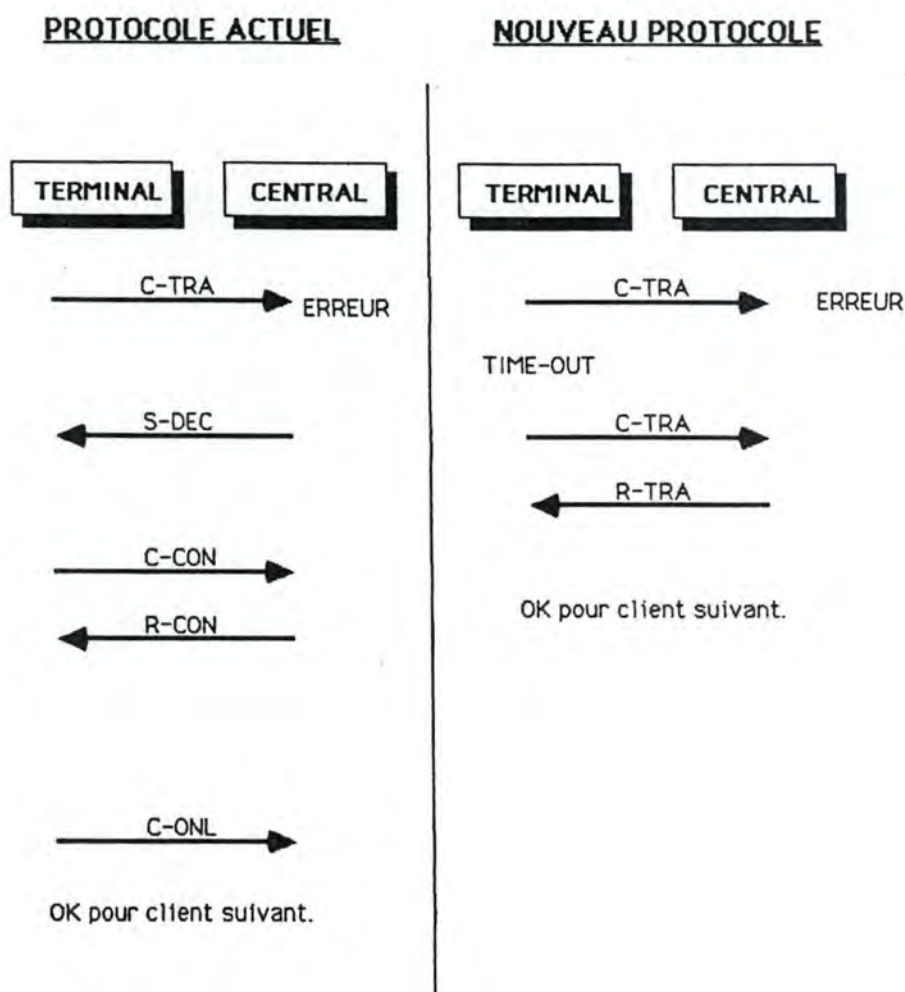 PROTOCOLE ACTUEL
TERMINAL CENTRAL
C-TRA
ERREUR
S-DEC
C-CON
R-CON
C-ONL
OK pour client suivant.
NOUVEAU PROTOCOLE
TERMINAL CENTRAL
C-TRA
ERREUR
TIME-OUT
C-TRA
R-TRA
OK pour client suivant.